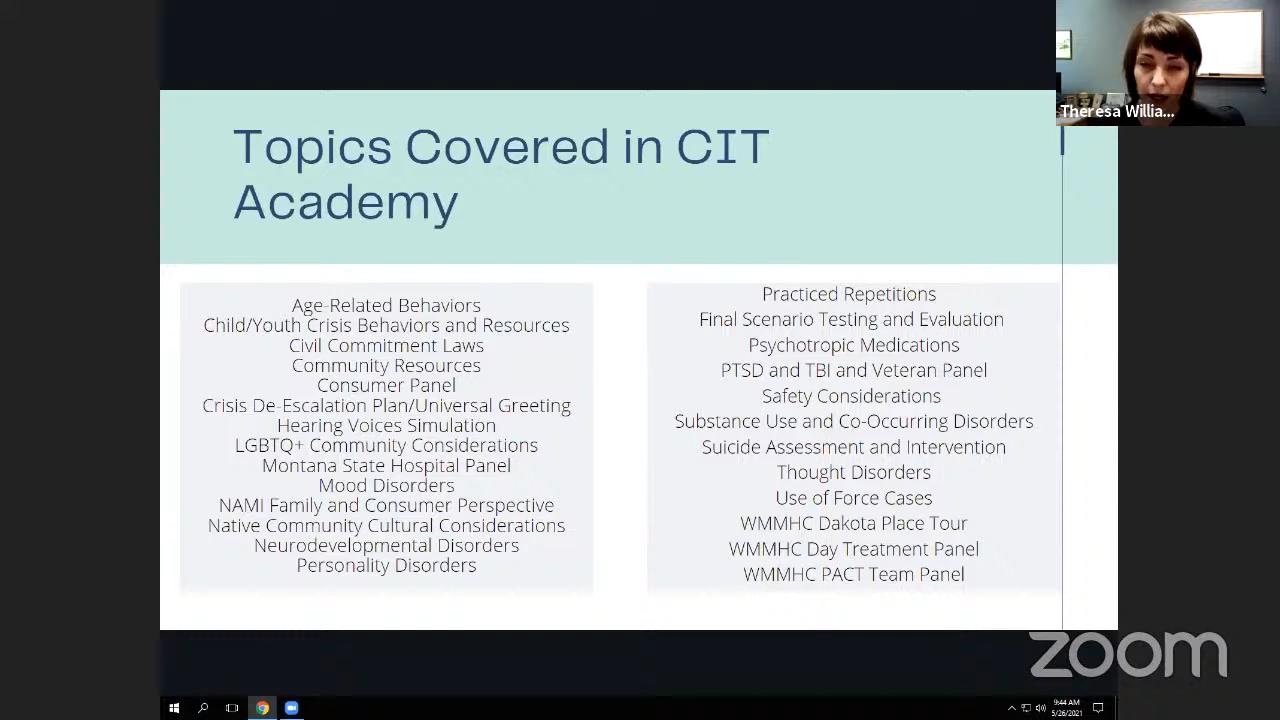 Theresa Willia...
Topics Covered in CIT
Academy
Age-Related Behaviors
Child/Youth Crisis Behaviors and Resources
Civil Commitment Laws
Community Resources
Consumer Panel
Crisis De-Escalation Plan/Universal Greeting
Hearing Voices Simulation
LGBTQ+ Community Considerations
Montana State Hospital Panel
Mood Disorders
NAMI Family and Consumer Perspective
Native Community Cultural Considerations
Neurodevelopmental Disorders
Personality Disorders
Practiced Repetitions
Final Scenario Testing and Evaluation
Psychotropic Medications
PTSD and TBI and Veteran Panel
Safety Considerations
Substance Use and Co-Occurring Disorders
Suicide Assessment and Intervention
Thought Disorders
Use of Force Cases
WMMHC Dakota Place Tour
WMMHC Day Treatment Panel
WMMHC PACT Team Panel
zoom
9:44 AM
5/26/2021